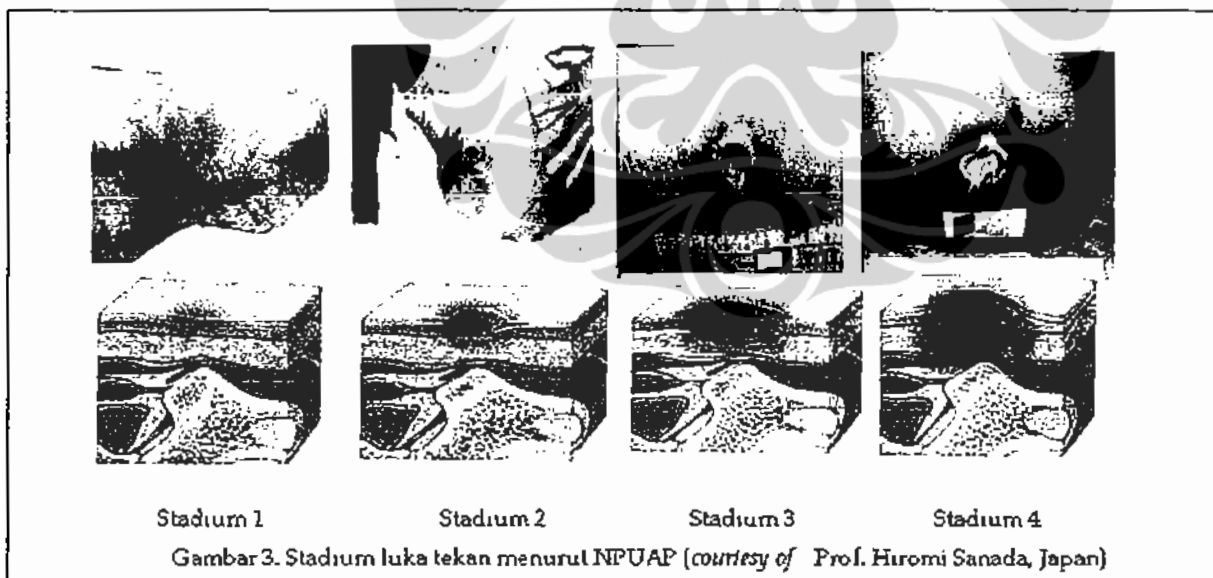 Stadium 1 Stadium 2 Stadium 3 Stadium 4
Gambar 3. Stadium luka tekan menurut NPUAP (courtesy of Prof. Hiromi Sanada, Japan)